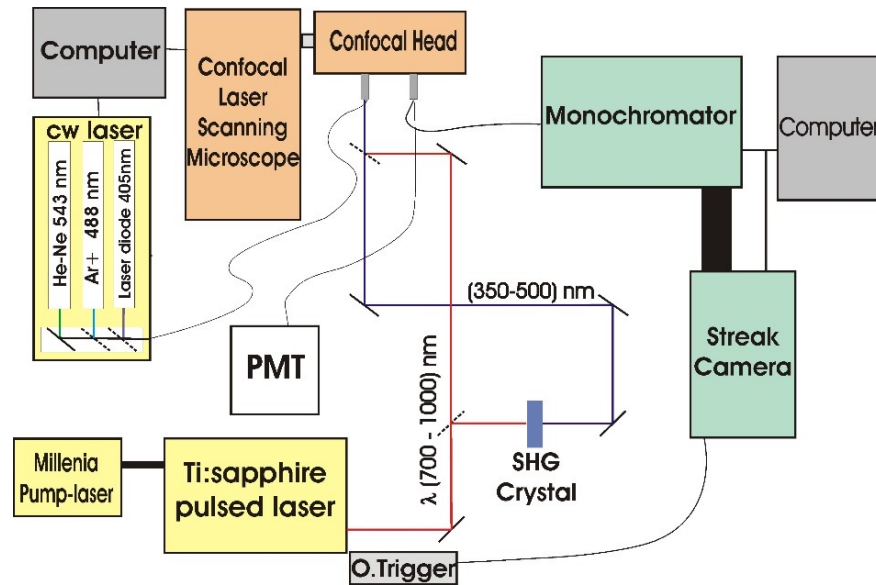 Computer
Confocal
Laser
Scanning
Microscope
Confocal Head
Monochromator
Computer
cw laser
He-Ne 543 nm
Ar+ 488 nm
Laser diode 405nm
(350-500) nm
PMT
Streak
Camera
λ (700 - 1000) nm
SHG
Crystal
Millenia
Pump-laser
Ti:sapphire
pulsed laser
O.Trigger